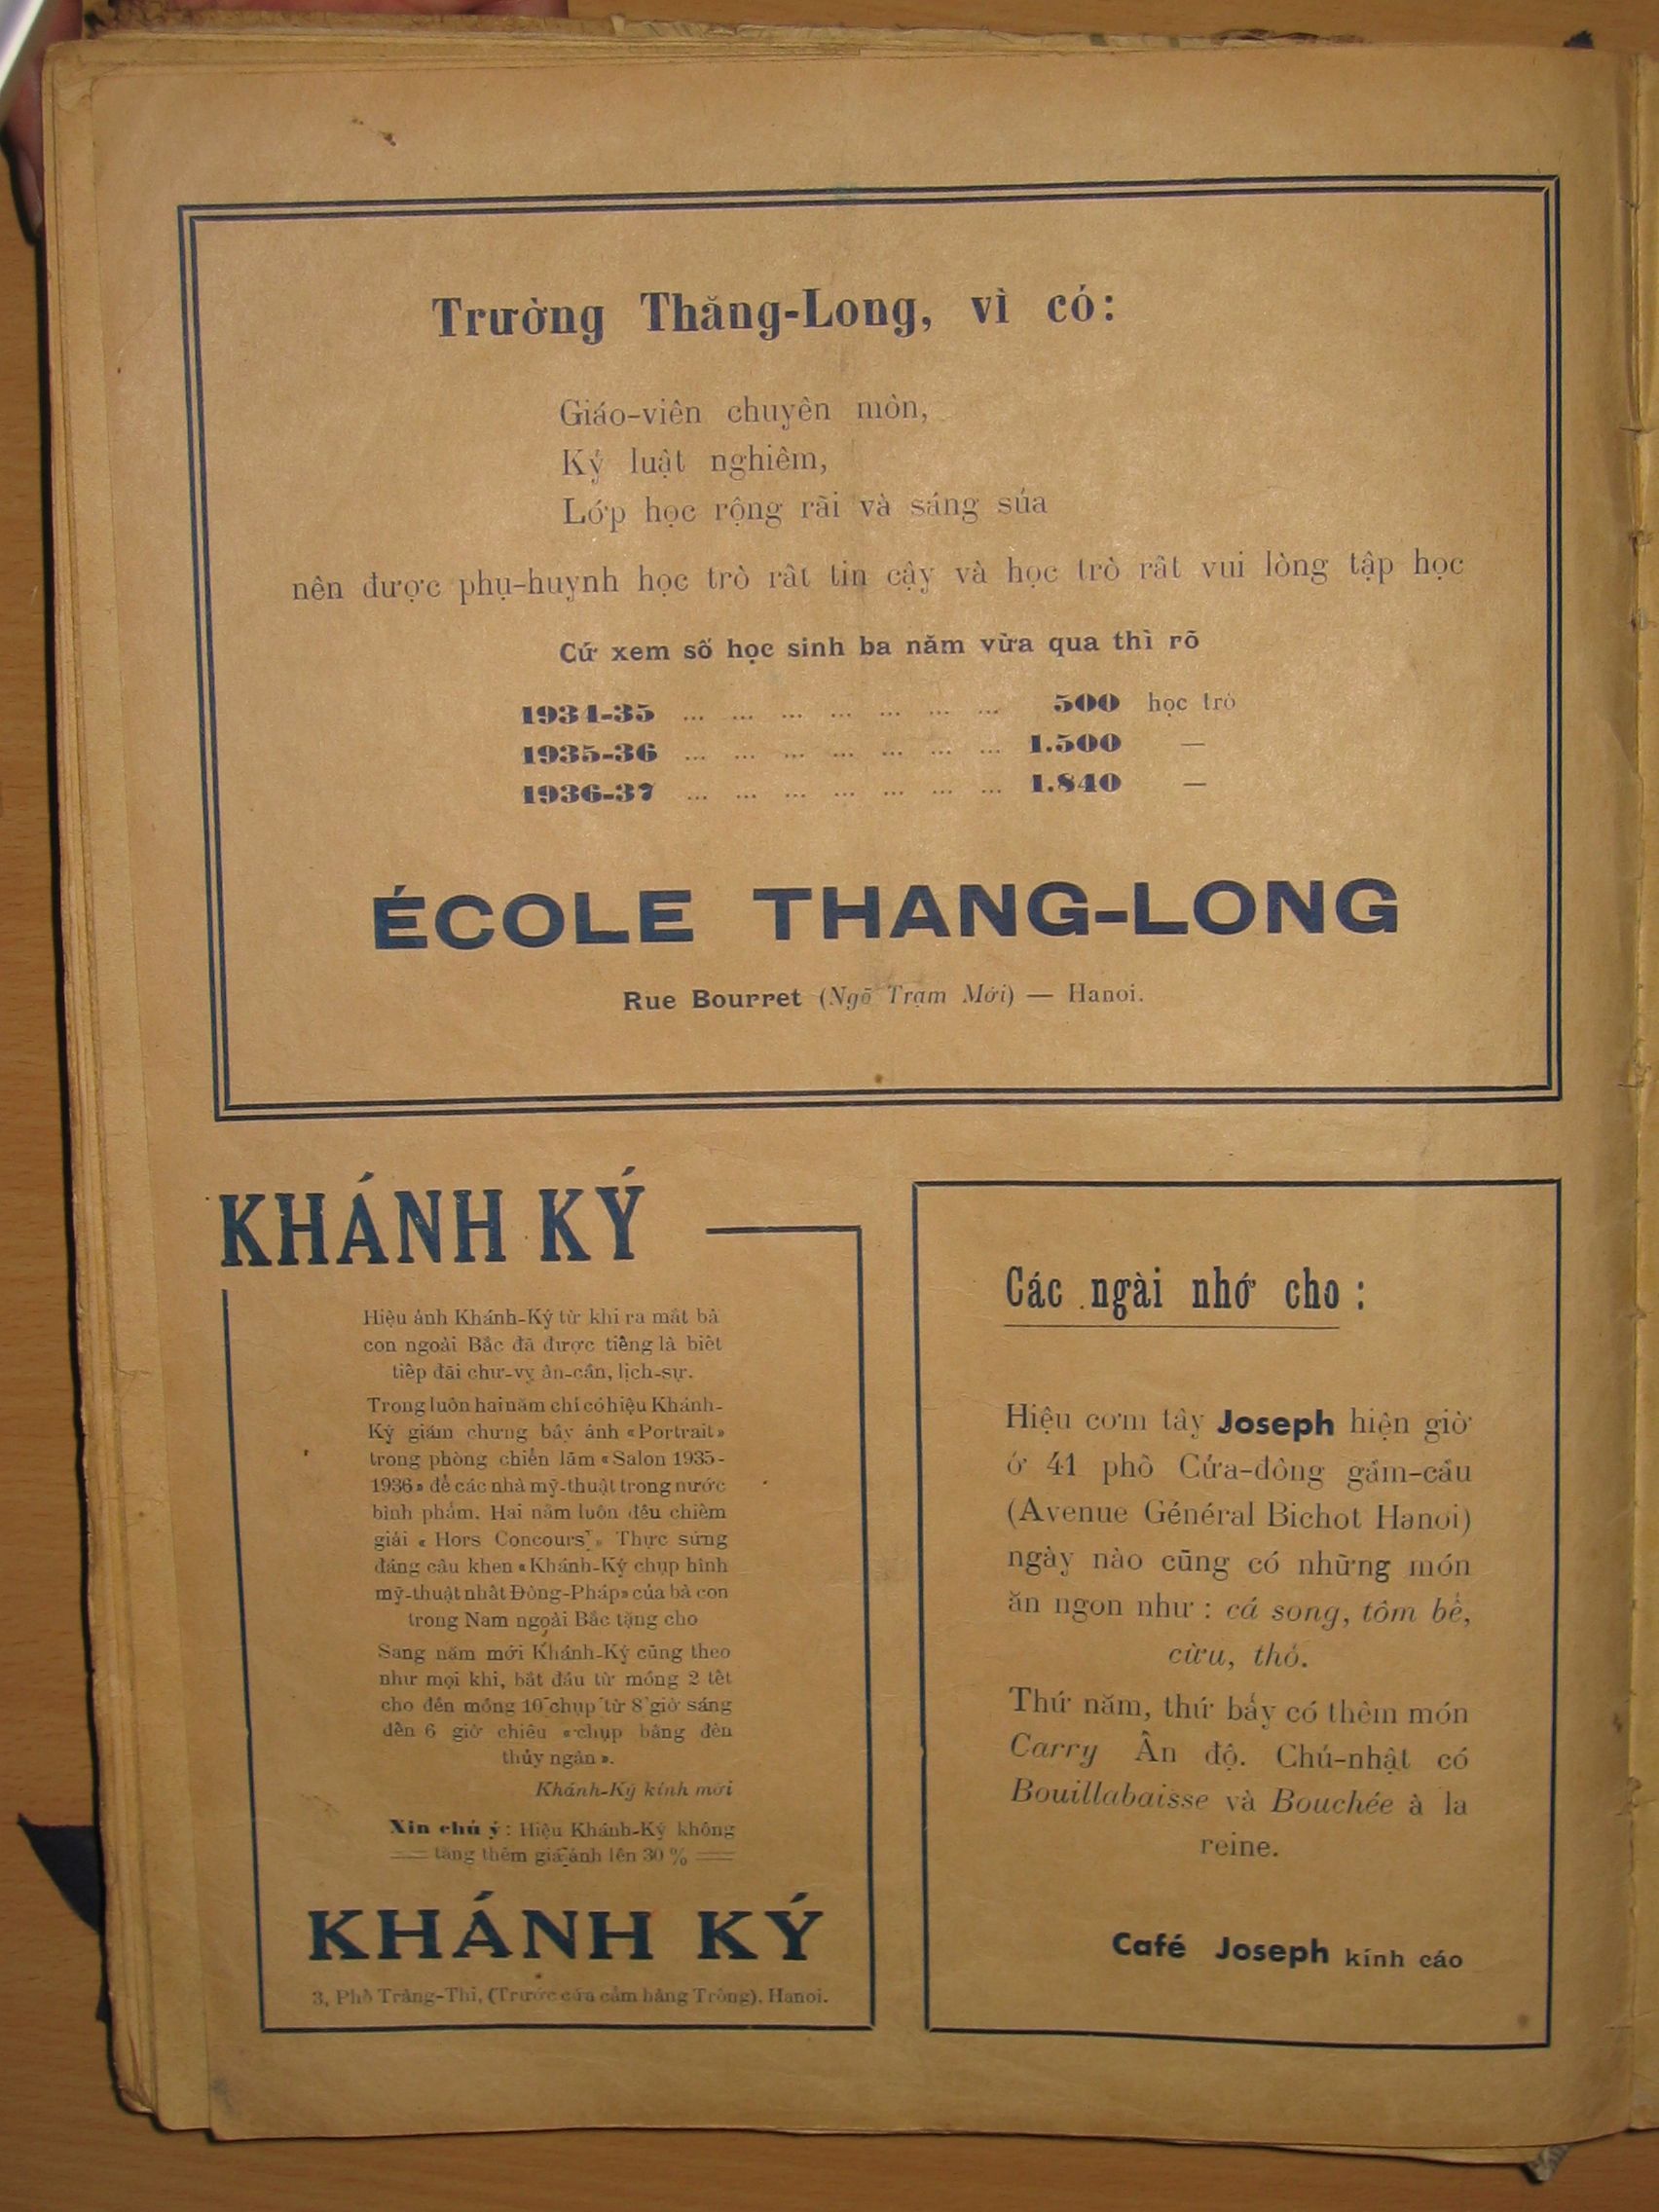 Trường Thăng-Long, vì có:
Giáo-viên chuyên môn,
Kỷ luật nghiêm,
Lớp học rộng rãi và sáng sủa
nên được phụ-huynh học trò rất tin cậy và học trò rất vui lòng tập học
Cứ xem số học sinh ba năm vừa qua thì rõ
1934-35 ... ... ... ... ... ... ... 500 học trò
1935-36 ... ... ... ... ... ... ... 1.500 —
1936-37 ... ... ... ... ... ... ... 1.840 —
ÉCOLE THANG-LONG
Rue Bourret (Ngõ Trạm Mới) — Hanoi.
KHÁNH KÝ
Hiệu ảnh Khánh-Ký từ khi ra mắt bà
con ngoài Bắc đã được tiếng là biết
tiếp đãi chư-vỵ ân-cần, lịch-sự.
Trong luôn hai năm chỉ có hiệu Khánh-
Ký giám chưng bầy ảnh «Portrait»
trong phòng chiển lãm «Salon 1935-
1936» để các nhà mỹ-thuật trong nước
bình phẩm. Hai năm luôn đều chiếm
giải « Hors Concours ». Thực sứng
đáng câu khen «Khánh-Ký chụp hình
mỹ-thuật nhất Đông-Pháp» của bà con
trong Nam ngoài Bắc tặng cho
Sang năm mới Khánh-Ký cũng theo
như mọi khi, bắt đầu từ mồng 2 tết
cho đến mồng 10 chụp từ 8 giờ sáng
đến 6 giờ chiều « chụp bằng đèn
thủy ngân ».
Khánh-Ký kính mời
Xin chú ý : Hiệu Khánh-Ký không
tăng thêm giá ảnh lên 30 %
KHÁNH KÝ
3, Phố Tràng-Thi, (Trước cửa cấm hàng Trống). Hanoi.
Các ngài nhớ cho :
Hiệu cơm tây Joseph hiện giờ
ở 41 phố Cửa-đông gầm-cầu
(Avenue Général Bichot Hanoi)
ngày nào cũng có những món
ăn ngon như : cá song, tôm bể,
cừu, thỏ.
Thứ năm, thứ bẩy có thêm món
Carry Ấn độ. Chủ-nhật có
Bouillabaisse và Bouchée à la
reine.
Café Joseph kính cáo